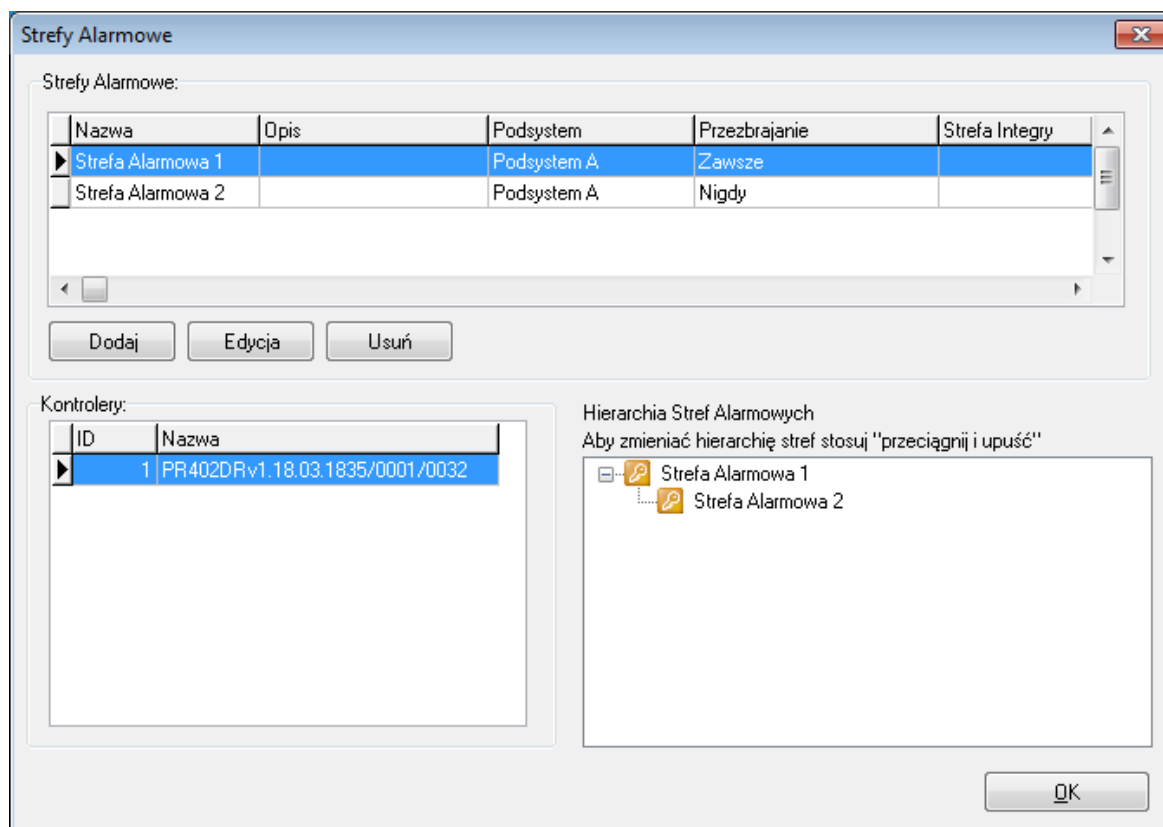 Strefy Alarmowe
Strefy Alarmowe:
Nazwa Opis Podsystem Przezbrajanie Strefa Integry
Strefa Alarmowa 1 Podsystem A Zawsze
Strefa Alarmowa 2 Podsystem A Nigdy
Dodaj Edycja Usuń
Kontrolery:
ID Nazwa
1 PR402DRv1.18.03.1835/0001/0032
Hierarchia Stref Alarmowych
Aby zmieniać hierarchię stref stosuj "przeciągnij i upuść"
Strefa Alarmowa 1
Strefa Alarmowa 2
OK